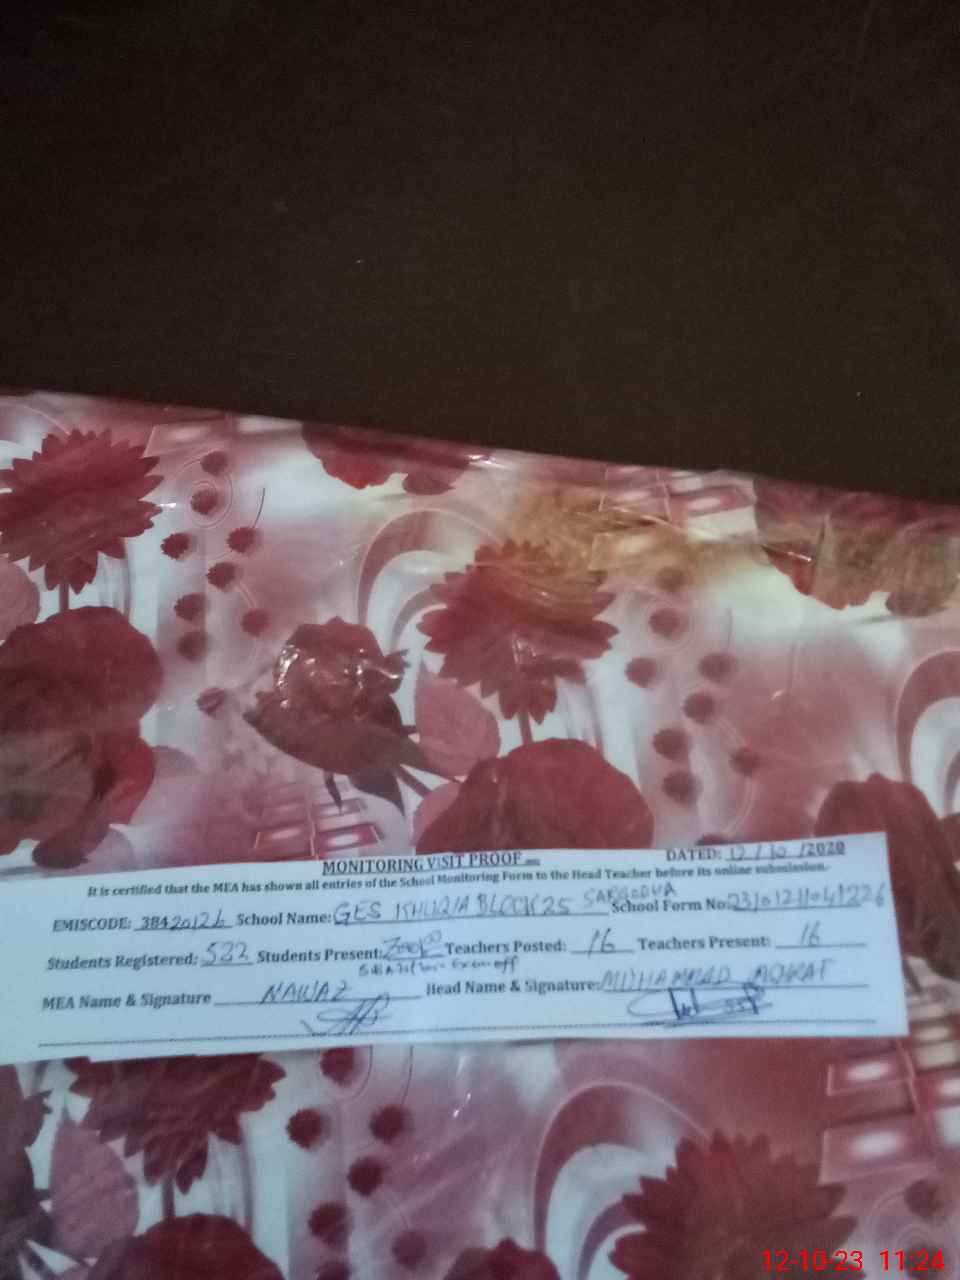 MONITORING VISIT PROOF
DATED: 12/10/2020
It is certified that the MEA has shown all entries of the School Monitoring Form to the Head Teacher before its online submission.
EMISCODE: 38420126 School Name: GES BLOCK 25 SARGODHA School Form No:
Students Registered: Students Present: Teachers Posted: 16 Teachers Present: 16
MEA Name & Signature NAWAZ Head Name & Signature: MUHAMMAD
12-10-23 11:24